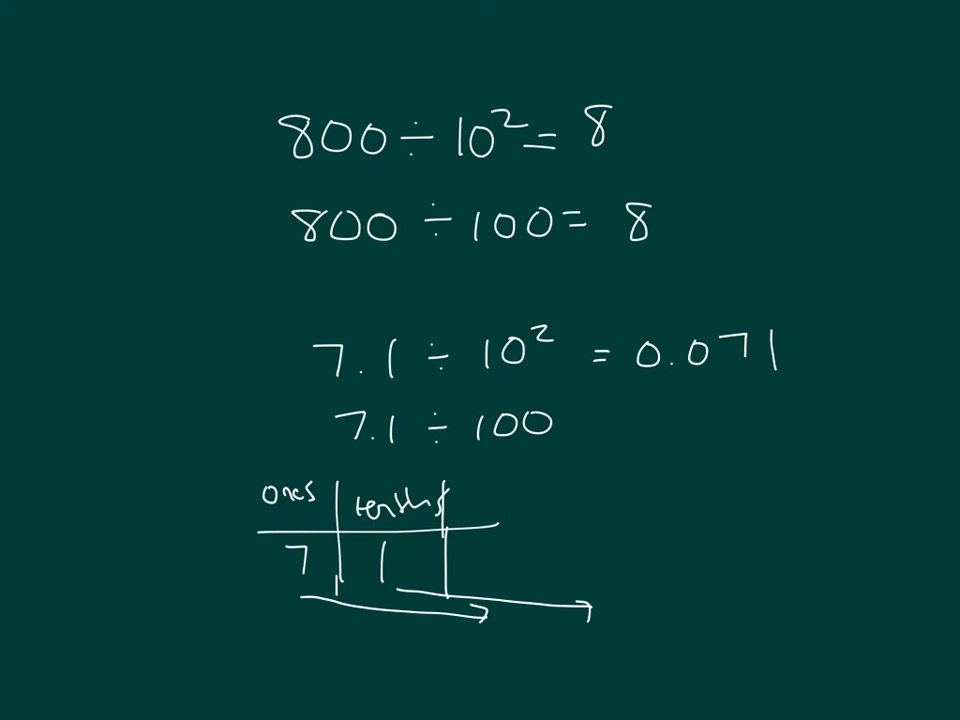 800 ÷ 10² = 8
800 ÷ 100 = 8
7.1 ÷ 10² = 0.071
7.1 ÷ 100
ones tenths
7 1